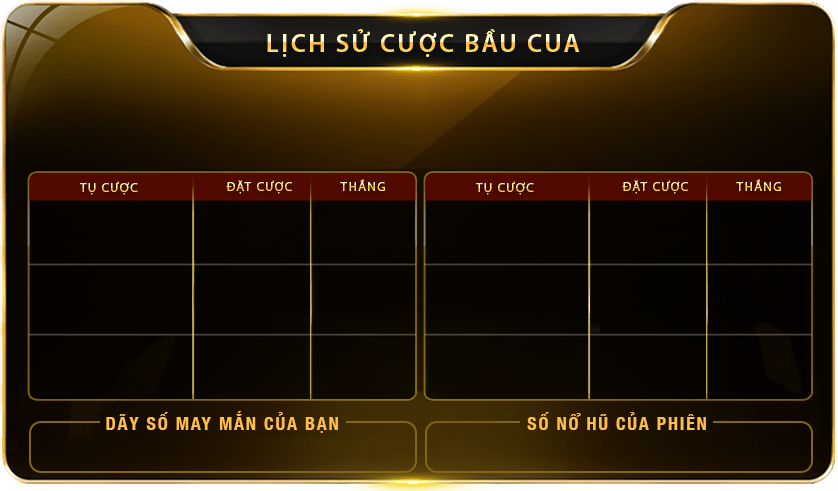 LỊCH SỬ CƯỢC BẦU CUA
TỤ CƯỢC ĐẶT CƯỢC THẮNG TỤ CƯỢC ĐẶT CƯỢC THẮNG
DÃY SỐ MAY MẮN CỦA BẠN SỐ NỔ HŨ CỦA PHIÊN